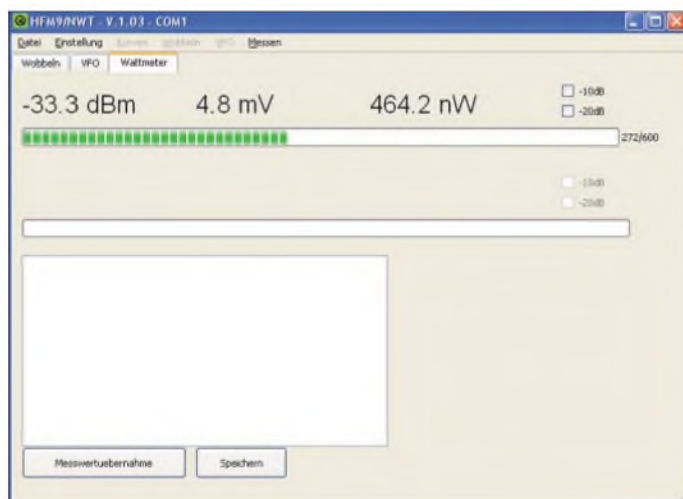 HFM9/NWT - V.1.03 - COM1
Datei Einstellung Kurven Wobbeln VFO Messen
Wobbeln VFO Wattmeter
-33.3 dBm 4.8 mV 464.2 nW
-10dB
-20dB
272/600
-10dB
-20dB
Messwertuebernahme Speichern